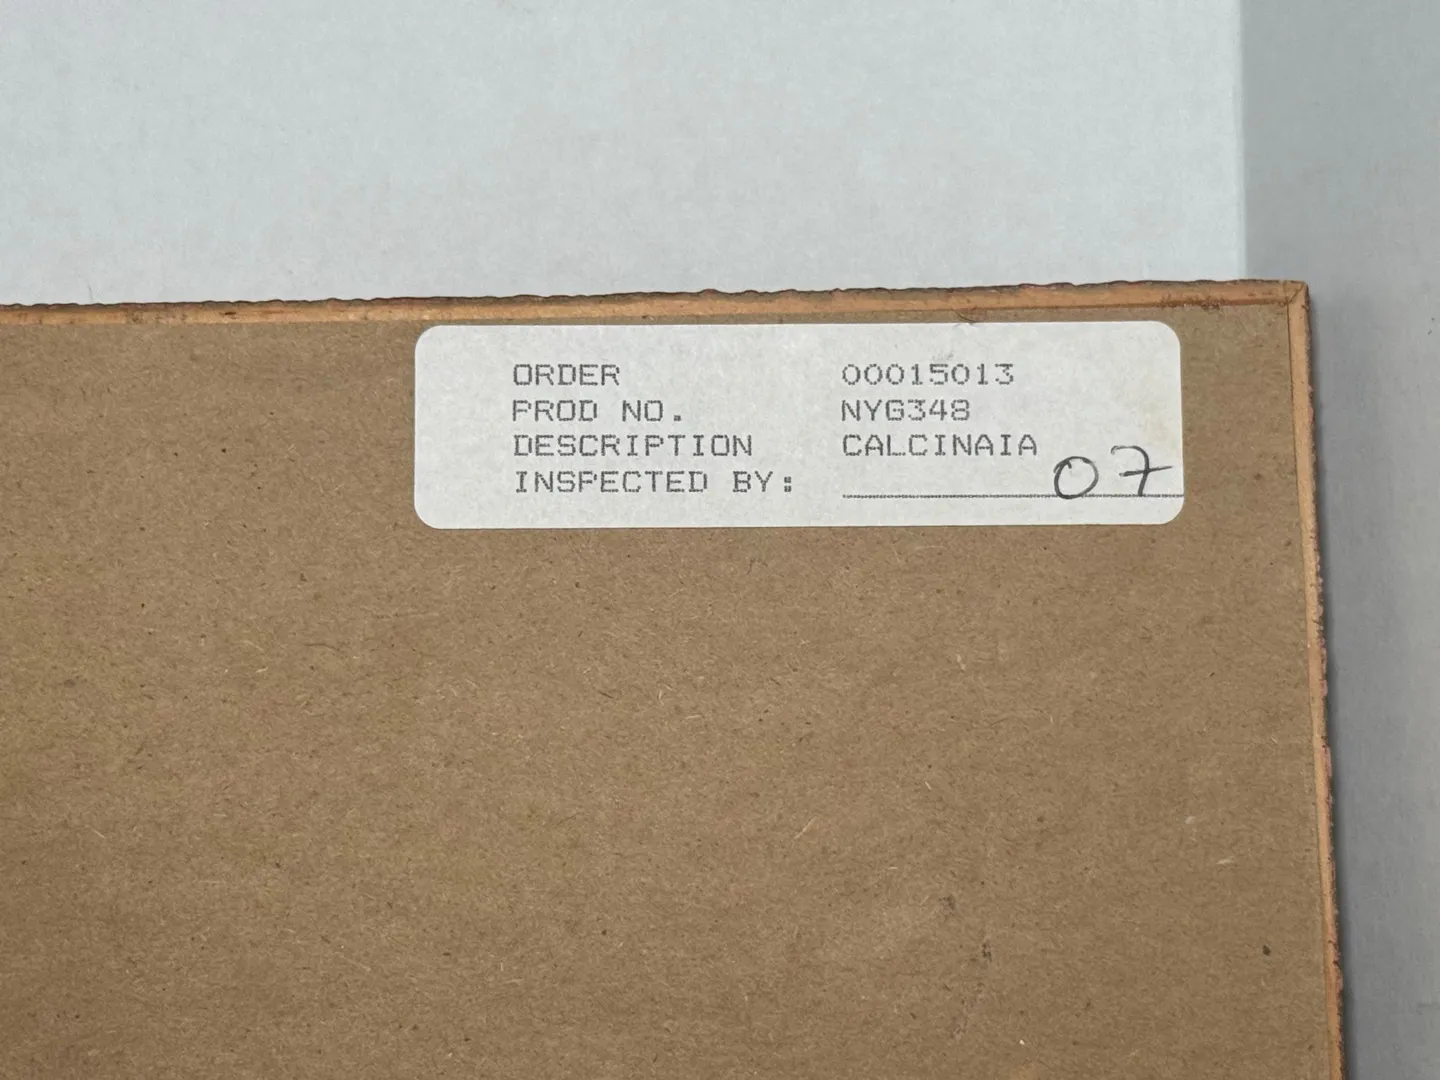 ORDER 00015013
PROD NO. NYG348
DESCRIPTION CALCINAIA
INSPECTED BY: 07